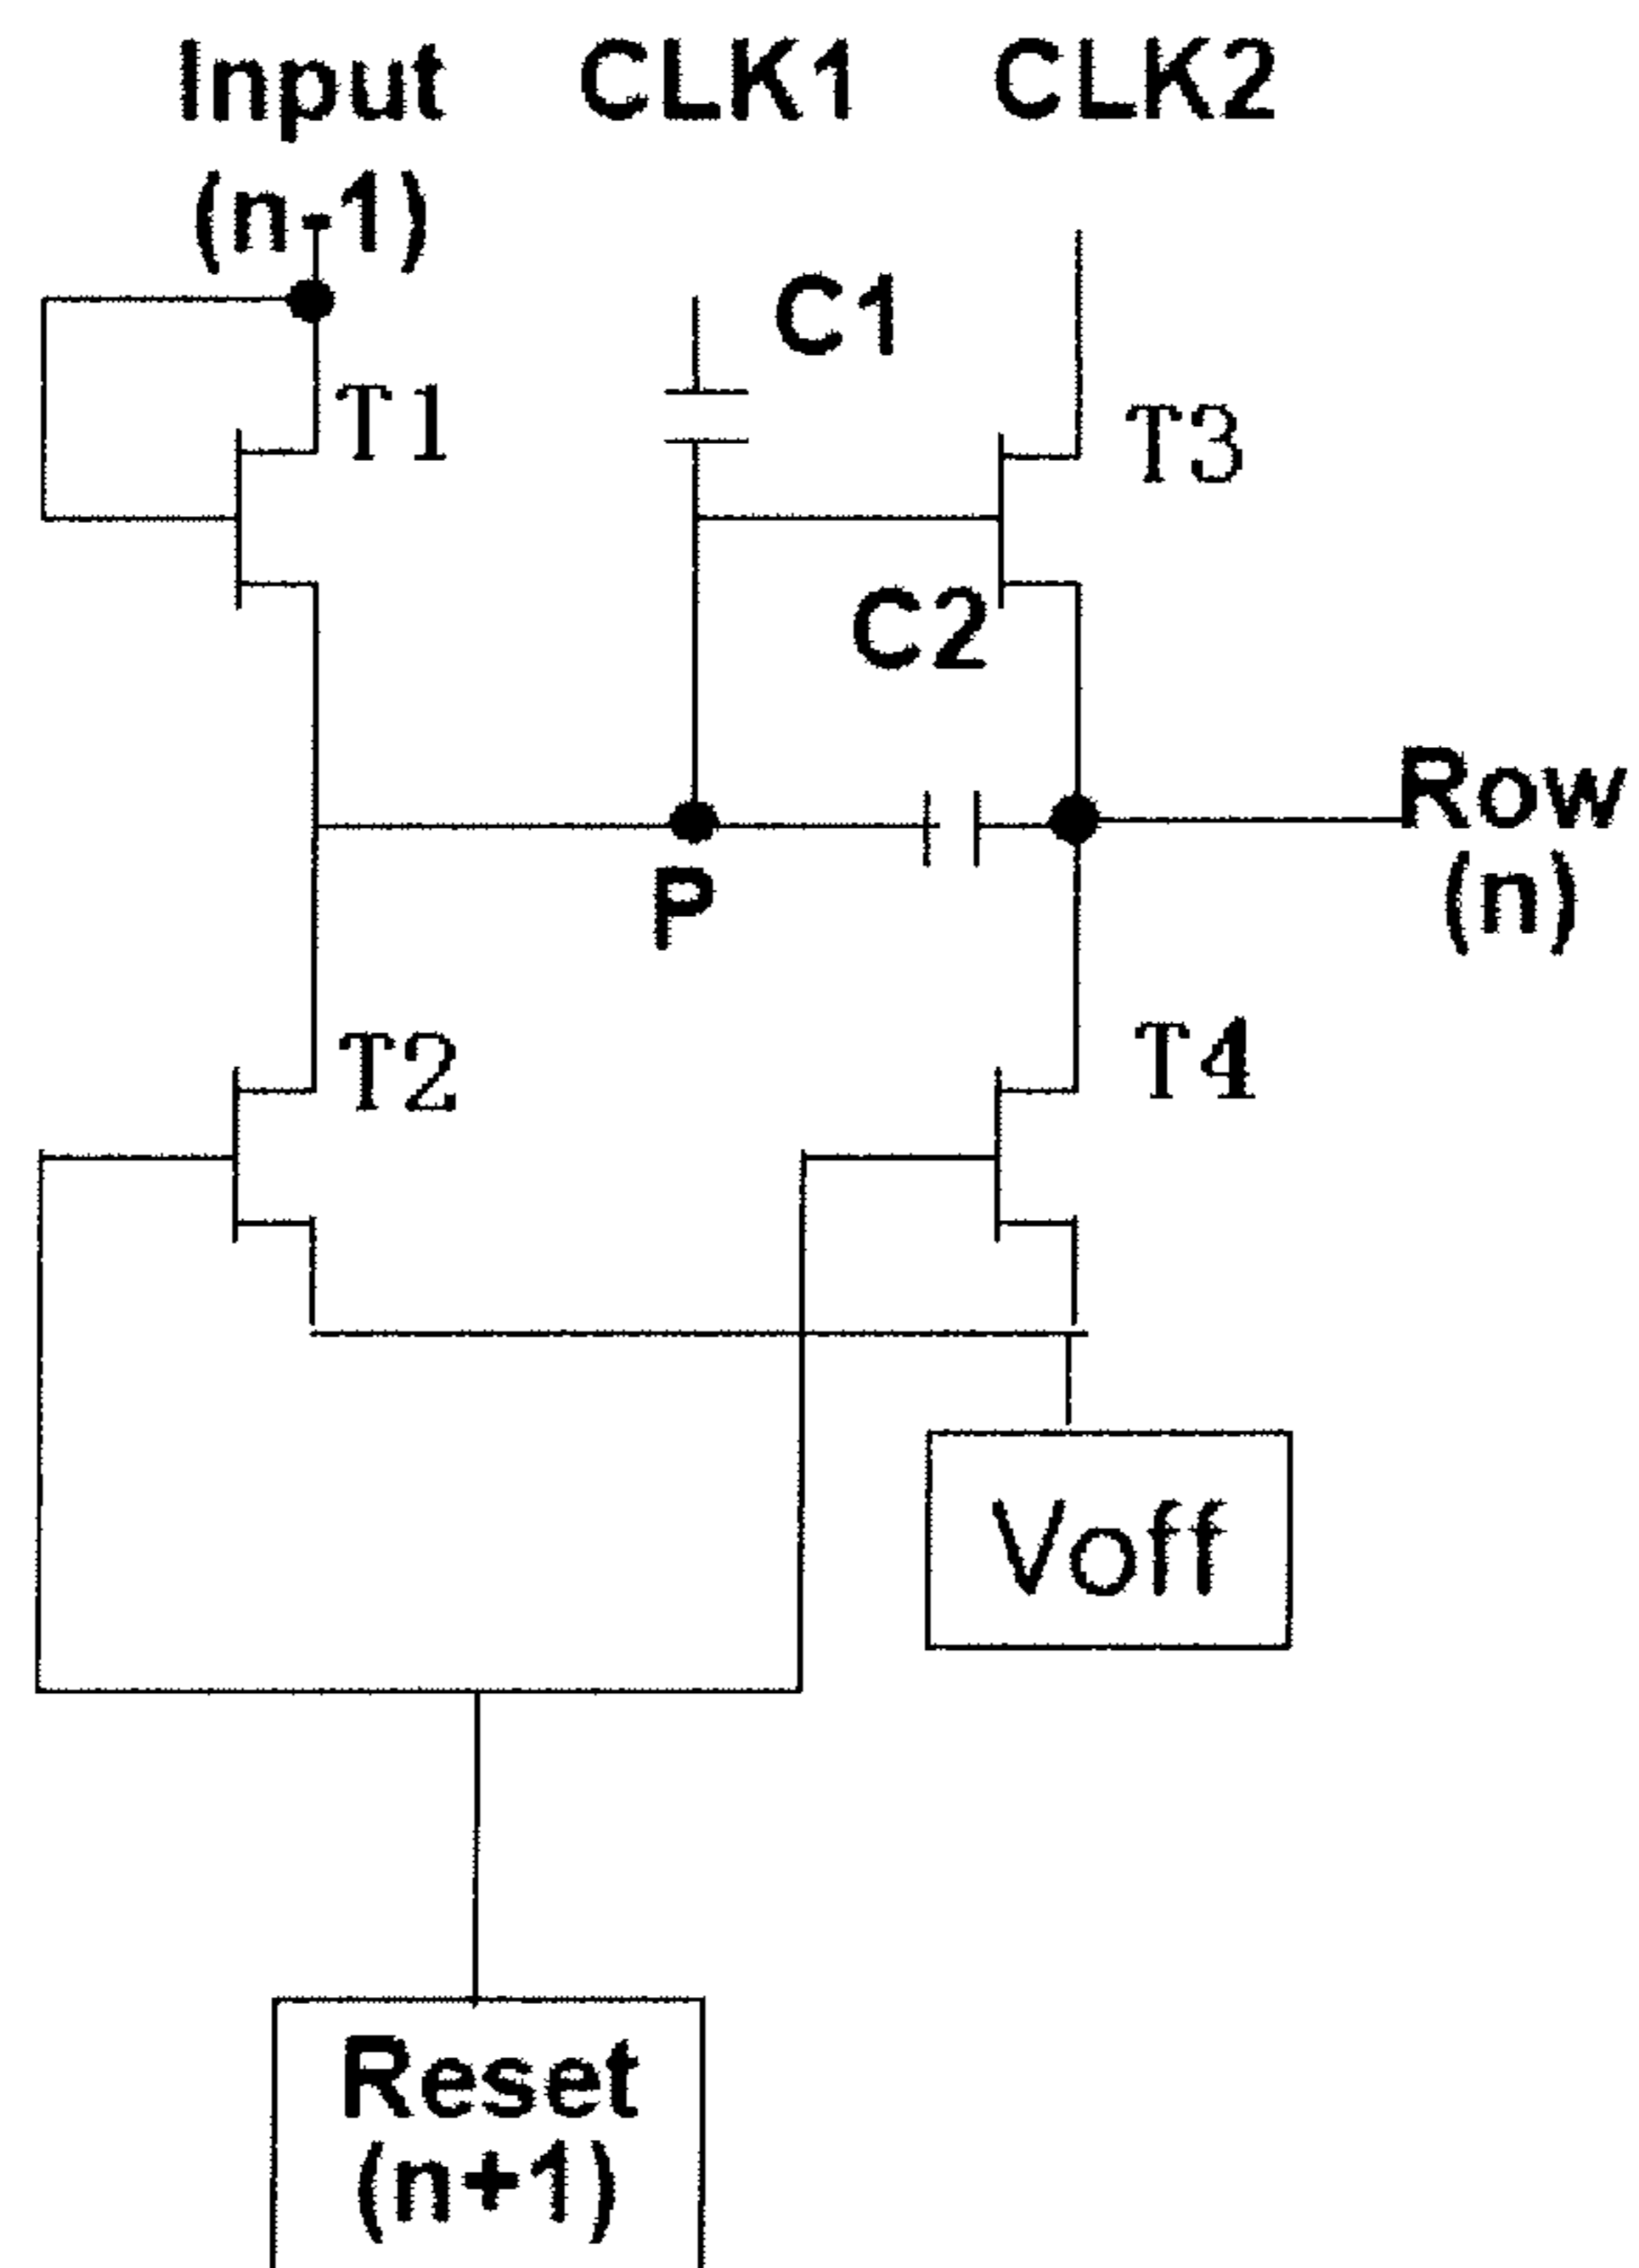 Input CLK1 CLK2
(n-1)
C1
T1
T3
C2
Row
(n)
P
T2
T4
Voff
Reset
(n+1)